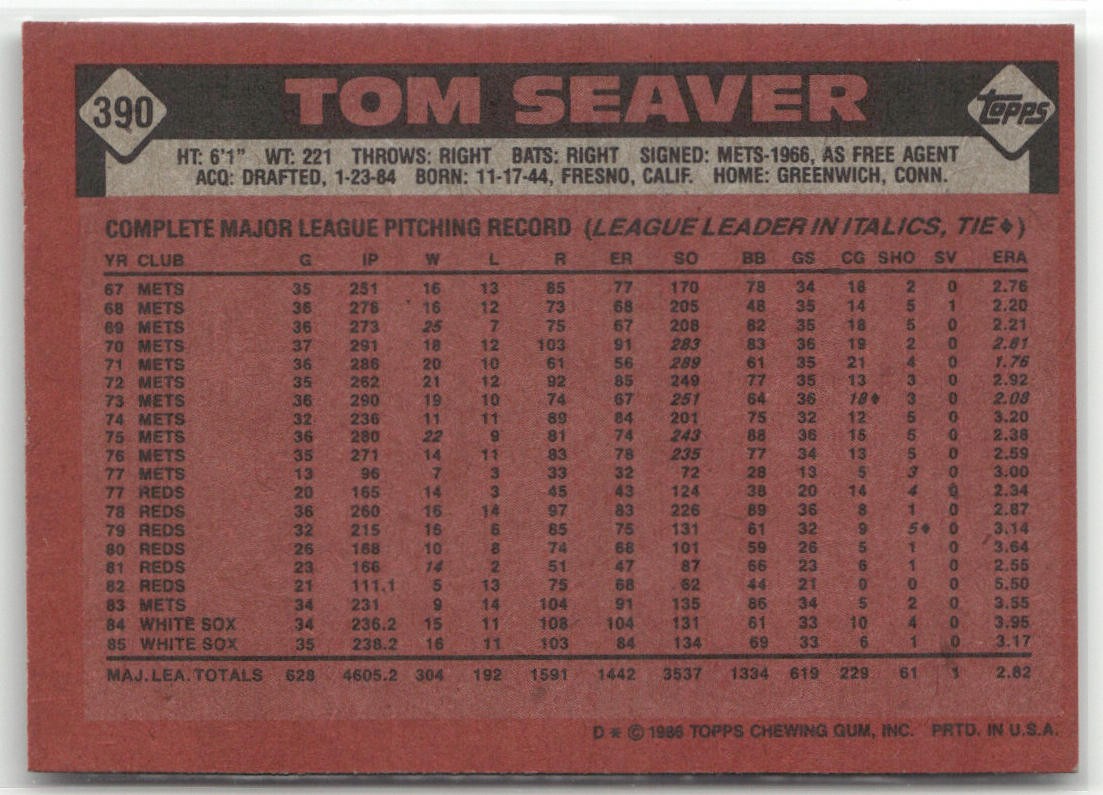 390 TOM SEAVER Topps
HT: 6'1" WT: 221 THROWS: RIGHT BATS: RIGHT SIGNED: METS-1966, AS FREE AGENT
ACQ: DRAFTED, 1-23-84 BORN: 11-17-44, FRESNO, CALIF. HOME: GREENWICH, CONN.
COMPLETE MAJOR LEAGUE PITCHING RECORD (LEAGUE LEADER IN ITALICS, TIE♦)
YR CLUB G IP W L R ER SO BB GS CG SHO SV ERA
67 METS 35 251 16 13 85 77 170 78 34 18 2 0 2.76
68 METS 36 278 16 12 73 68 205 48 35 14 5 1 2.20
69 METS 36 273 25 7 75 67 208 82 35 18 5 0 2.21
70 METS 37 291 18 12 103 91 283 83 36 19 2 0 2.81
71 METS 36 286 20 10 61 56 289 61 35 21 4 0 1.76
72 METS 35 262 21 12 92 85 249 77 35 13 3 0 2.92
73 METS 36 290 19 10 74 67 251 64 36 18♦ 3 0 2.08
74 METS 32 236 11 11 89 84 201 75 32 12 5 0 3.20
75 METS 36 280 22 9 81 74 243 88 36 15 5 0 2.38
76 METS 35 271 14 11 83 78 235 77 34 13 5 0 2.59
77 METS 13 96 7 3 33 32 72 28 13 5 3 0 3.00
77 REDS 20 165 14 3 45 43 124 38 20 14 4 0 2.34
78 REDS 36 260 16 14 97 83 226 89 36 8 1 0 2.87
79 REDS 32 215 16 6 85 75 131 61 32 9 5♦ 0 3.14
80 REDS 26 168 10 8 74 68 101 59 26 5 1 0 3.64
81 REDS 23 166 14 2 51 47 87 66 23 6 1 0 2.55
82 REDS 21 111.1 5 13 75 68 62 44 21 0 0 0 5.50
83 METS 34 231 9 14 104 91 135 86 34 5 2 0 3.55
84 WHITE SOX 34 236.2 15 11 108 104 131 61 33 10 4 0 3.95
85 WHITE SOX 35 238.2 16 11 103 84 134 69 33 6 1 0 3.17
MAJ. LEA. TOTALS 628 4605.2 304 192 1591 1442 3537 1334 619 229 61 1 2.82
D * © 1986 TOPPS CHEWING GUM, INC. PRTD. IN U.S.A.